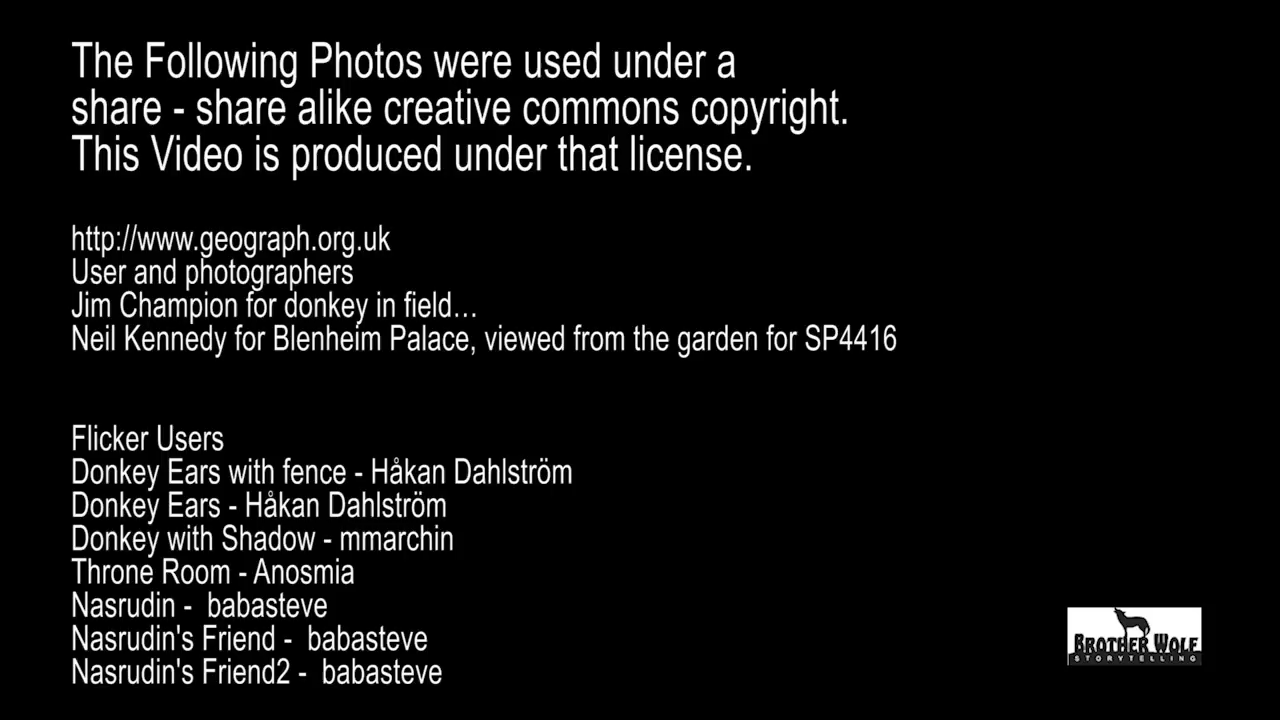 The Following Photos were used under a
share - share alike creative commons copyright.
This Video is produced under that license.
http://www.geograph.org.uk
User and photographers
Jim Champion for donkey in field…
Neil Kennedy for Blenheim Palace, viewed from the garden for SP4416
Flicker Users
Donkey Ears with fence - Håkan Dahlström
Donkey Ears - Håkan Dahlström
Donkey with Shadow - mmarchin
Throne Room - Anosmia
Nasrudin -  babasteve
Nasrudin's Friend -  babasteve
Nasrudin's Friend2 -  babasteve
BROTHER WOLF
STORYTELLING